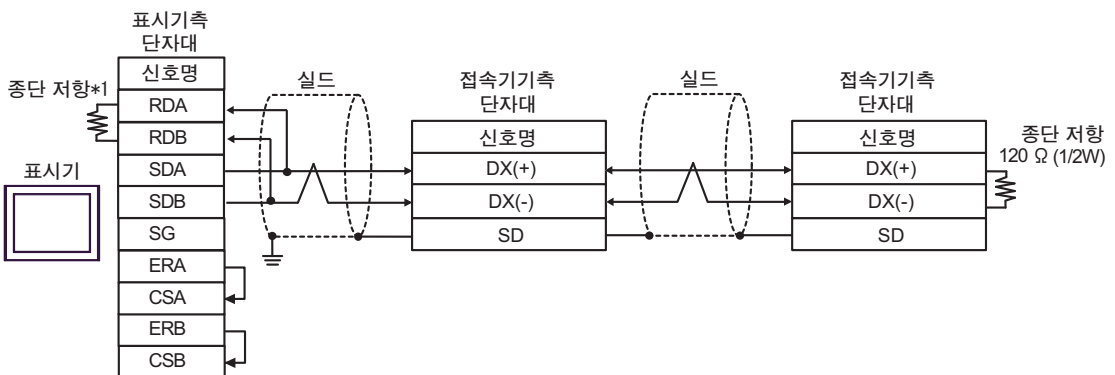 표시기측
단자대
신호명
종단 저항*1
RDA
RDB
SDA
SDB
SG
ERA
CSA
ERB
CSB
표시기
실드
접속기기측
단자대
신호명
DX(+)
DX(-)
SD
실드
접속기기측
단자대
신호명
DX(+)
DX(-)
SD
종단 저항
120 Ω (1/2W)